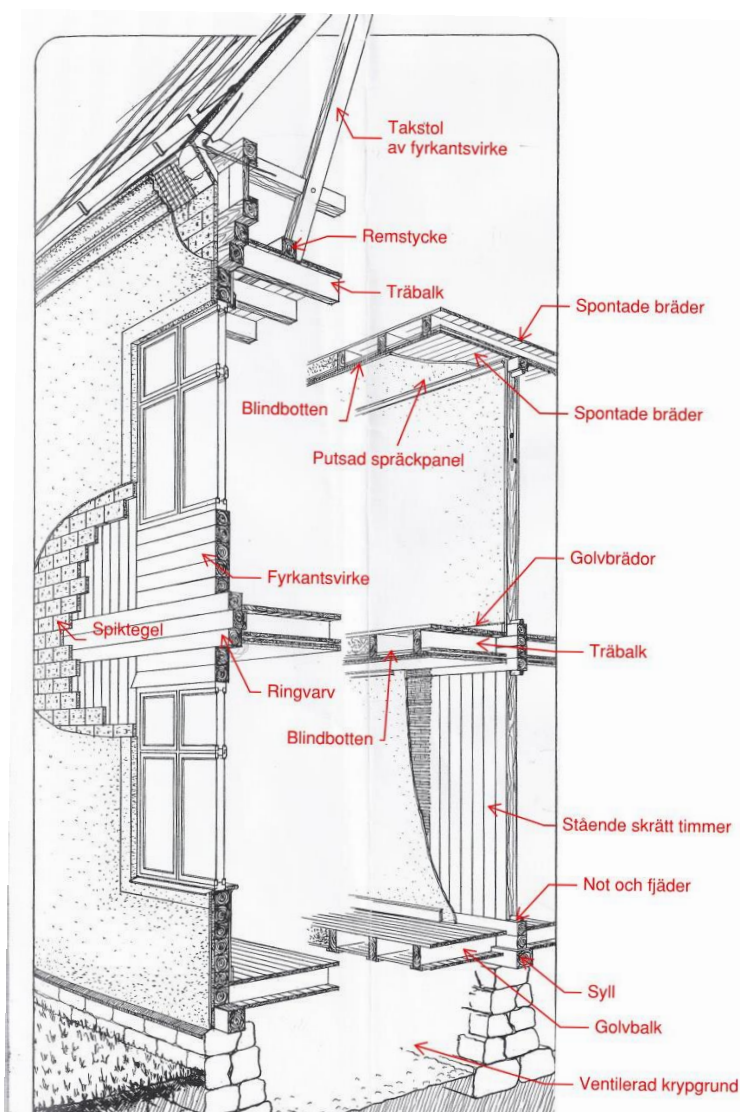 Takstol
av fyrkantsvirke
Remstycke
Träbalk
Spontade bräder
Blindbotten
Spontade bräder
Putsad spräckpanel
Golvbrädor
Fyrkantsvirke
Spiktegel
Träbalk
Ringvarv
Blindbotten
Stående skrätt timmer
Not och fjäder
Syll
Golvbalk
Ventilerad krypgrund